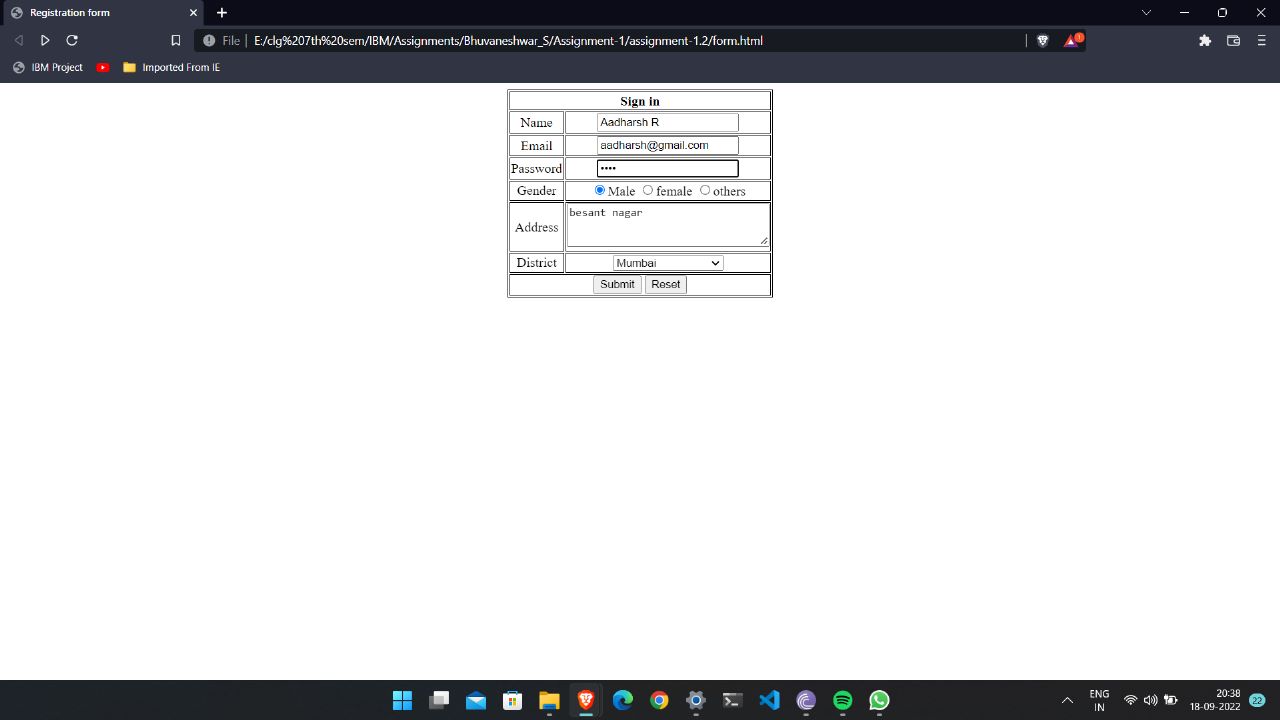 Registration form
File
E:/clg%207th%20sem/IBM/Assignments/Bhuvaneshwar_S/Assignment-1/assignment-1.2/form.html
1
IBM Project
Imported From IE
Sign in
Name Aadharsh R
Email aadharsh@gmail.com
Password ••••
Gender Male female others
Address besant nagar
District Mumbai
Submit Reset
ENG
IN
20:38
18-09-2022
22